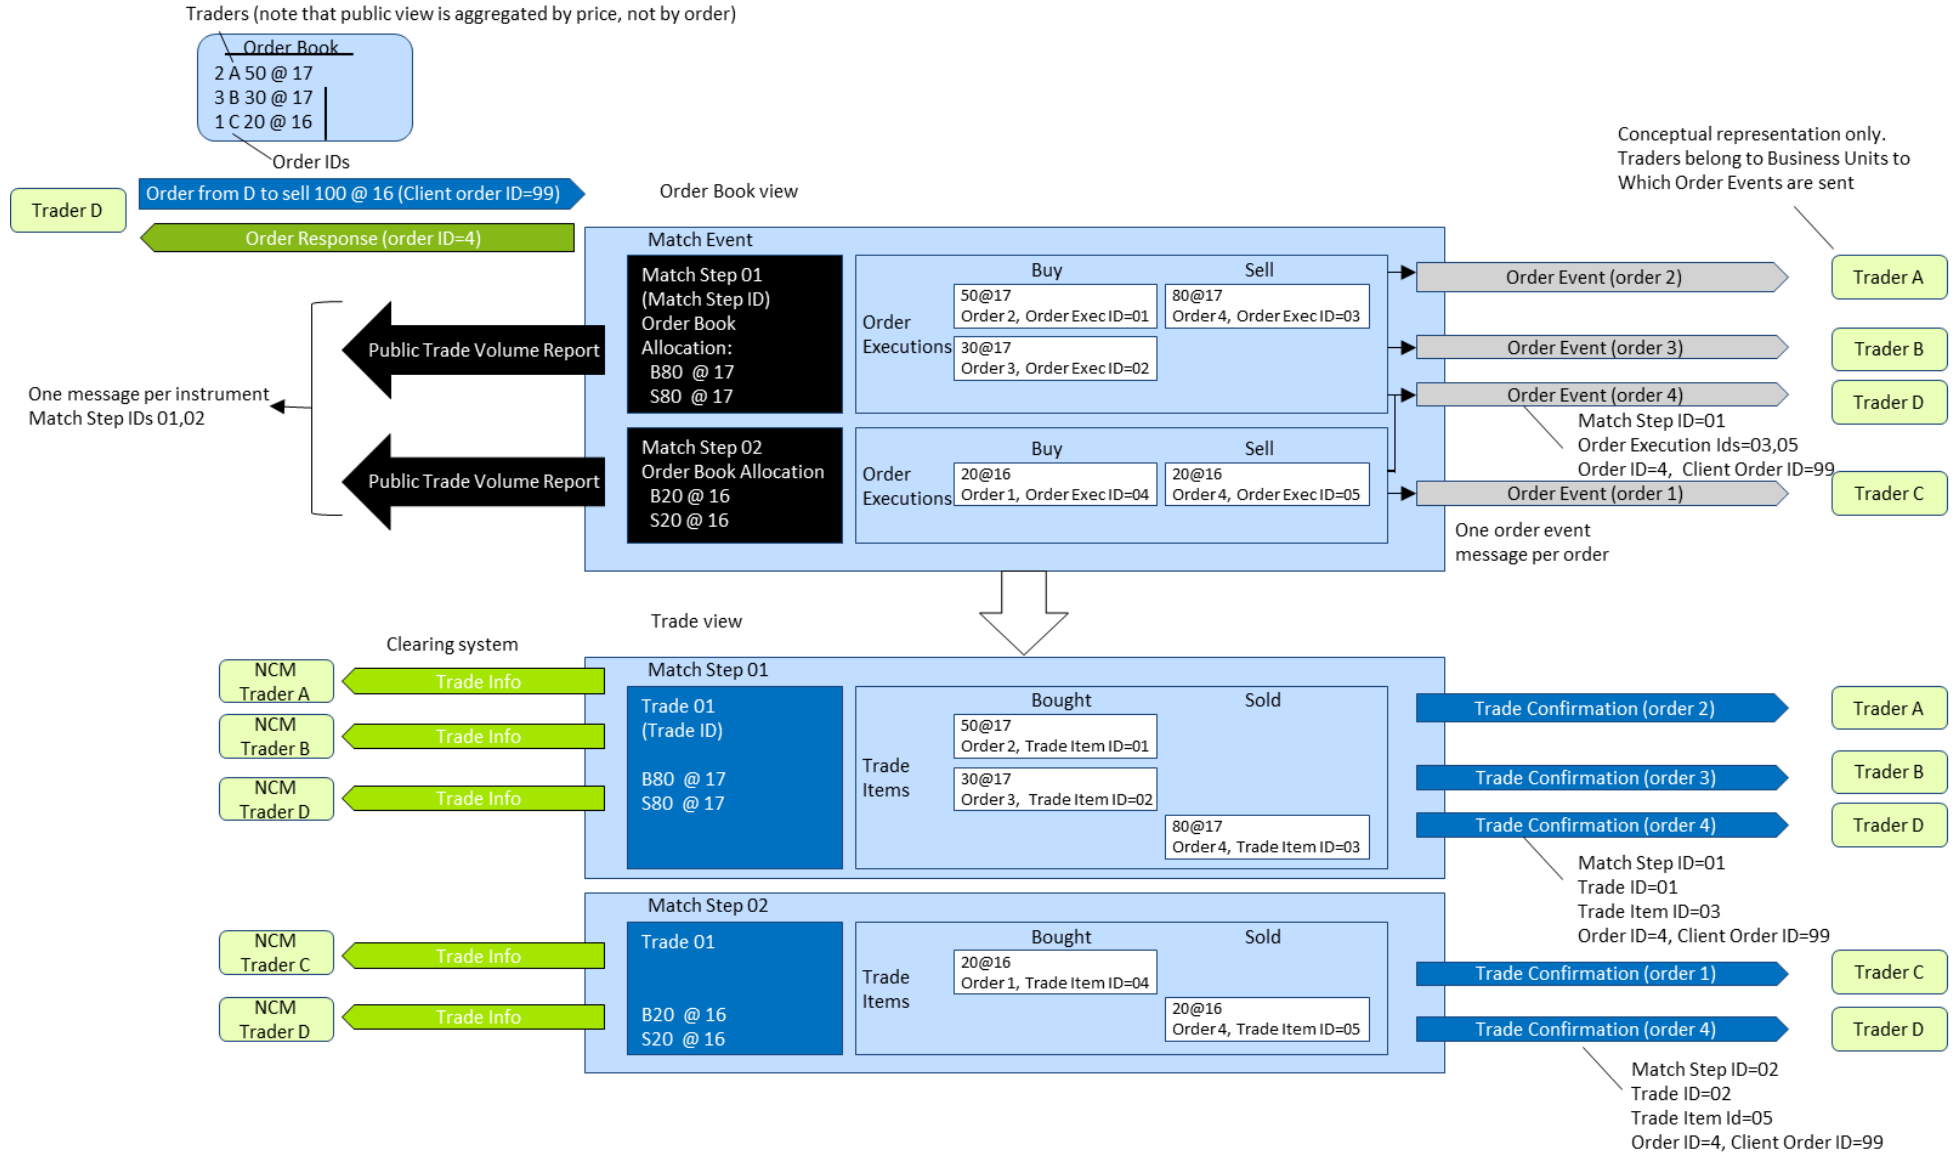 Traders (note that public view is aggregated by price, not by order)
Order Book
2 A 50 @ 17
3 B 30 @ 17
1 C 20 @ 16
Order IDs
Trader D
Order from D to sell 100 @ 16 (Client order ID=99)
Order Response (order ID=4)
Order Book view
Conceptual representation only.
Traders belong to Business Units to
Which Order Events are sent
Match Event
Match Step 01
(Match Step ID)
Order Book
Allocation:
B80 @ 17
S80 @ 17
Order
Executions
Buy
Sell
50@17
Order 2, Order Exec ID=01
80@17
Order 4, Order Exec ID=03
30@17
Order 3, Order Exec ID=02
Order Event (order 2)
Trader A
Order Event (order 3)
Trader B
Order Event (order 4)
Trader D
Match Step ID=01
Order Execution Ids=03,05
Order ID=4, Client Order ID=99
Public Trade Volume Report
One message per instrument
Match Step IDs 01,02
Public Trade Volume Report
Match Step 02
Order Book Allocation
B20 @ 16
S20 @ 16
Order
Executions
Buy
Sell
20@16
Order 1, Order Exec ID=04
20@16
Order 4, Order Exec ID=05
Order Event (order 1)
Trader C
One order event
message per order
Trade view
Clearing system
NCM
Trader A
Trade Info
NCM
Trader B
Trade Info
NCM
Trader D
Trade Info
Match Step 01
Trade 01
(Trade ID)
B80 @ 17
S80 @ 17
Trade
Items
Bought
Sold
50@17
Order 2, Trade Item ID=01
30@17
Order 3, Trade Item ID=02
80@17
Order 4, Trade Item ID=03
Trade Confirmation (order 2)
Trader A
Trade Confirmation (order 3)
Trader B
Trade Confirmation (order 4)
Trader D
Match Step ID=01
Trade ID=01
Trade Item ID=03
Order ID=4, Client Order ID=99
NCM
Trader C
Trade Info
NCM
Trader D
Trade Info
Match Step 02
Trade 01
B20 @ 16
S20 @ 16
Trade
Items
Bought
Sold
20@16
Order 1, Trade Item ID=04
20@16
Order 4, Trade Item ID=05
Trade Confirmation (order 1)
Trader C
Trade Confirmation (order 4)
Trader D
Match Step ID=02
Trade ID=02
Trade Item Id=05
Order ID=4, Client Order ID=99